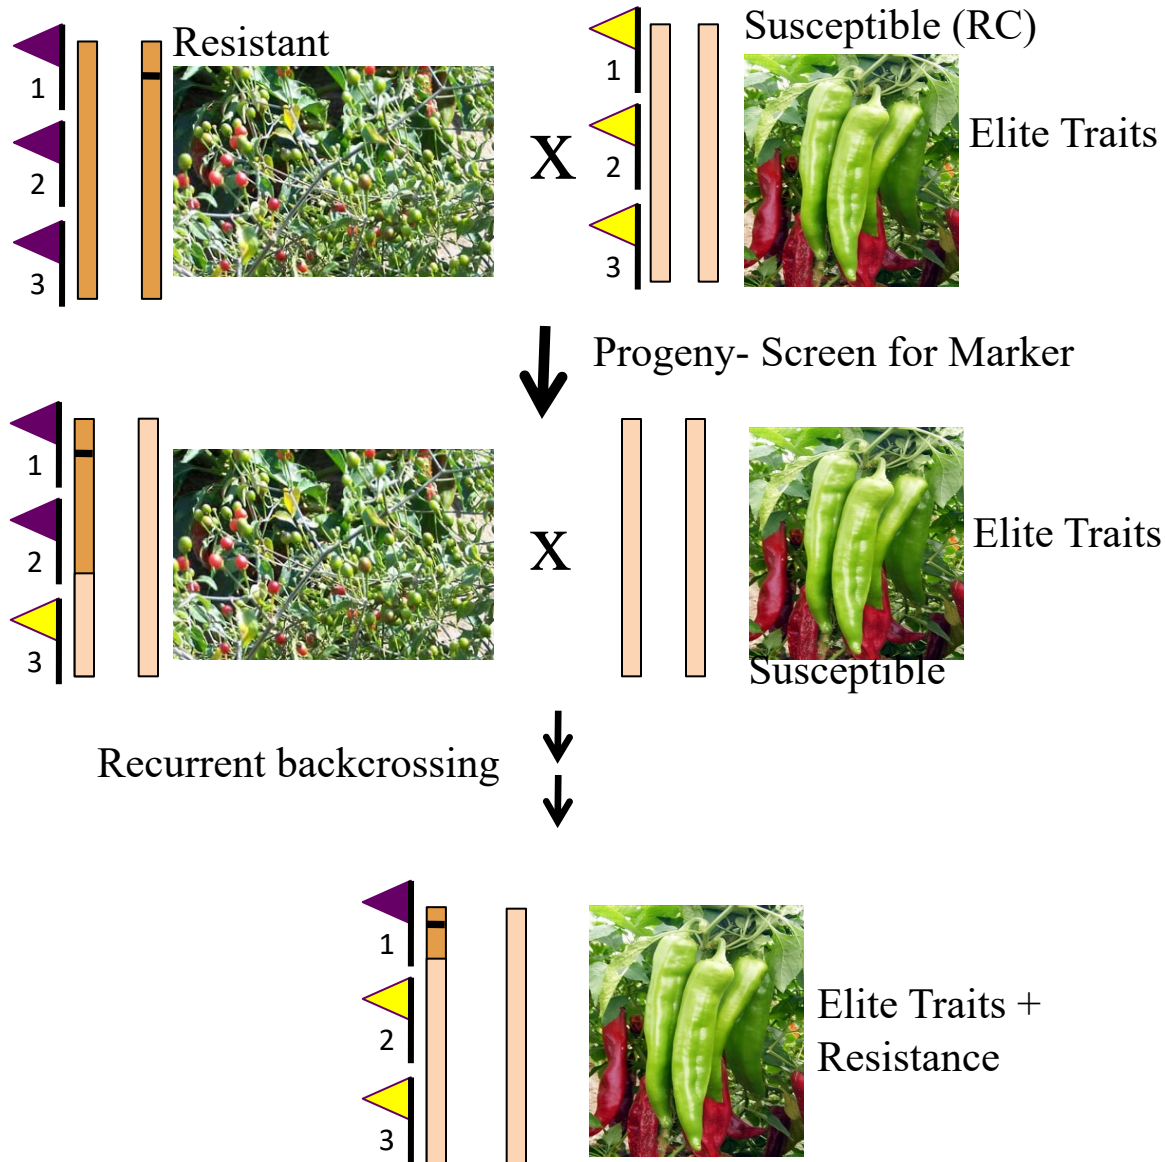 Resistant
Susceptible (RC)
1
2
3
X
1
2
3
Elite Traits
Progeny- Screen for Marker
1
2
3
X
Elite Traits
Susceptible
Recurrent backcrossing
1
2
3
Elite Traits +
Resistance